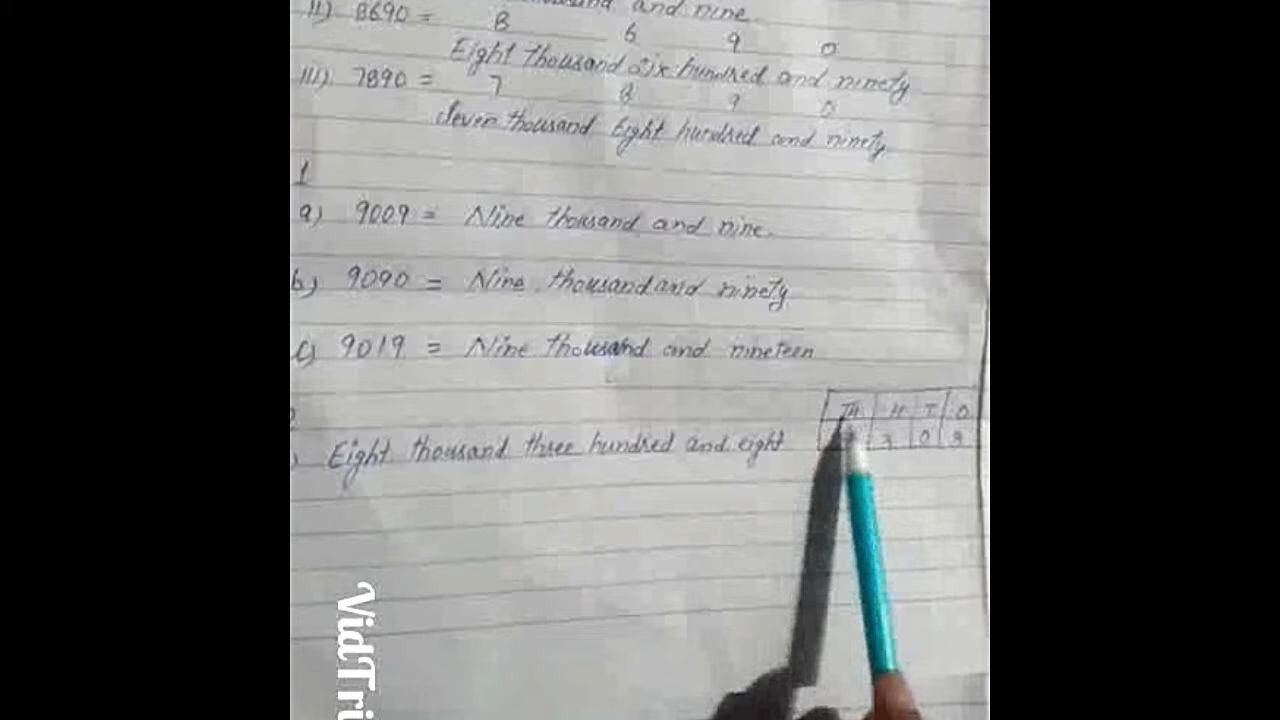 and nine
ii) 8690 = 8 6 9 0
Eight thousand six hundred and ninety
iii) 7890 = 7 8 9 0
Seven thousand Eight hundred and ninety
1
a) 9009 = Nine thousand and nine
b) 9090 = Nine thousand and ninety
c) 9019 = Nine thousand and nineteen
TH H T O
Eight thousand three hundred and eight 3 0
VidTri